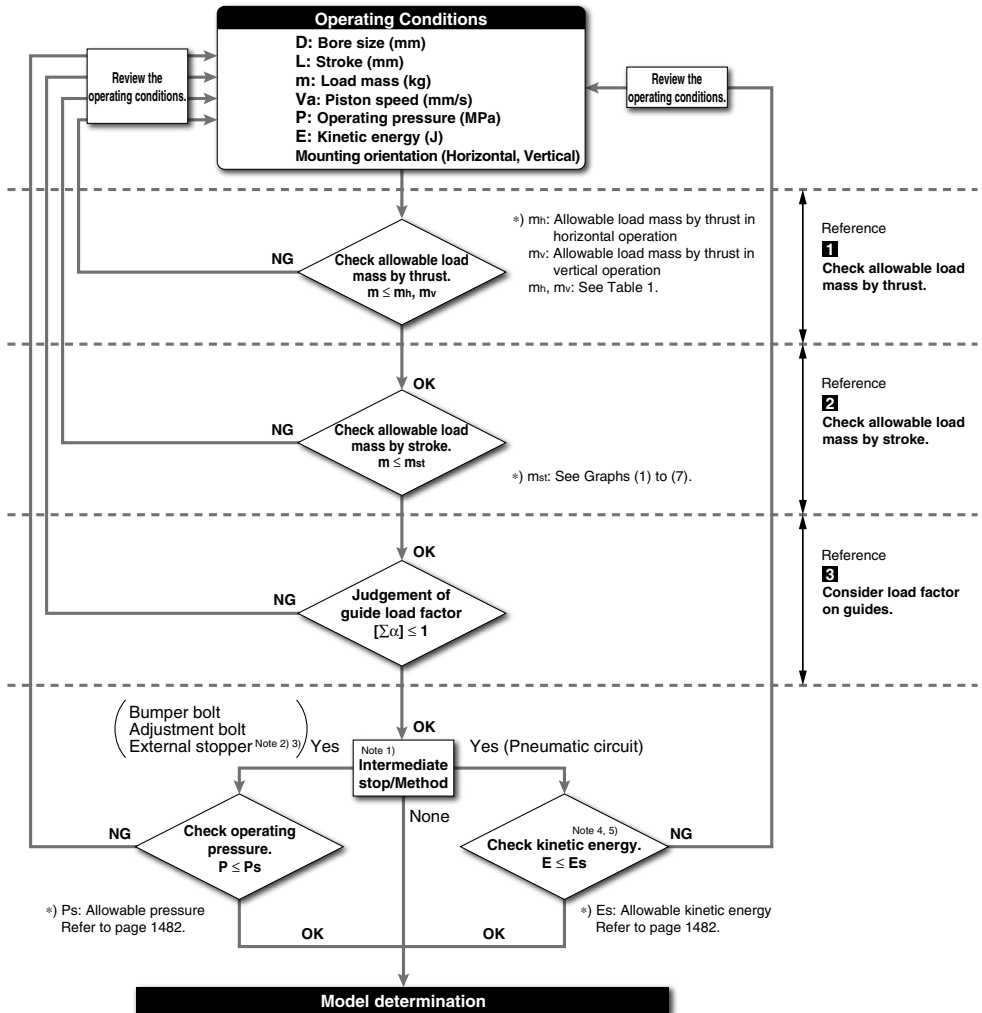 Operating Conditions
D: Bore size (mm)
L: Stroke (mm)
m: Load mass (kg)
Va: Piston speed (mm/s)
P: Operating pressure (MPa)
E: Kinetic energy (J)
Mounting orientation (Horizontal, Vertical)
Review the
operating conditions.
Review the
operating conditions.
NG
Check allowable load
mass by thrust.
m ≤ mh, mv
*) mh: Allowable load mass by thrust in
horizontal operation
mv: Allowable load mass by thrust in
vertical operation
mh, mv: See Table 1.
Reference
1
Check allowable load
mass by thrust.
OK
NG
Check allowable load
mass by stroke.
m ≤ mst
*) mst: See Graphs (1) to (7).
Reference
2
Check allowable load
mass by stroke.
OK
NG
Judgement of
guide load factor
[∑α] ≤ 1
Reference
3
Consider load factor
on guides.
OK
(Bumper bolt
Adjustment bolt
External stopper Note 2) 3)) Yes
Note 1)
Intermediate
stop/Method
Yes (Pneumatic circuit)
None
NG
Check operating
pressure.
P ≤ Ps
Note 4, 5)
Check kinetic energy.
E ≤ Es
NG
*) Ps: Allowable pressure
Refer to page 1482.
*) Es: Allowable kinetic energy
Refer to page 1482.
OK
OK
Model determination